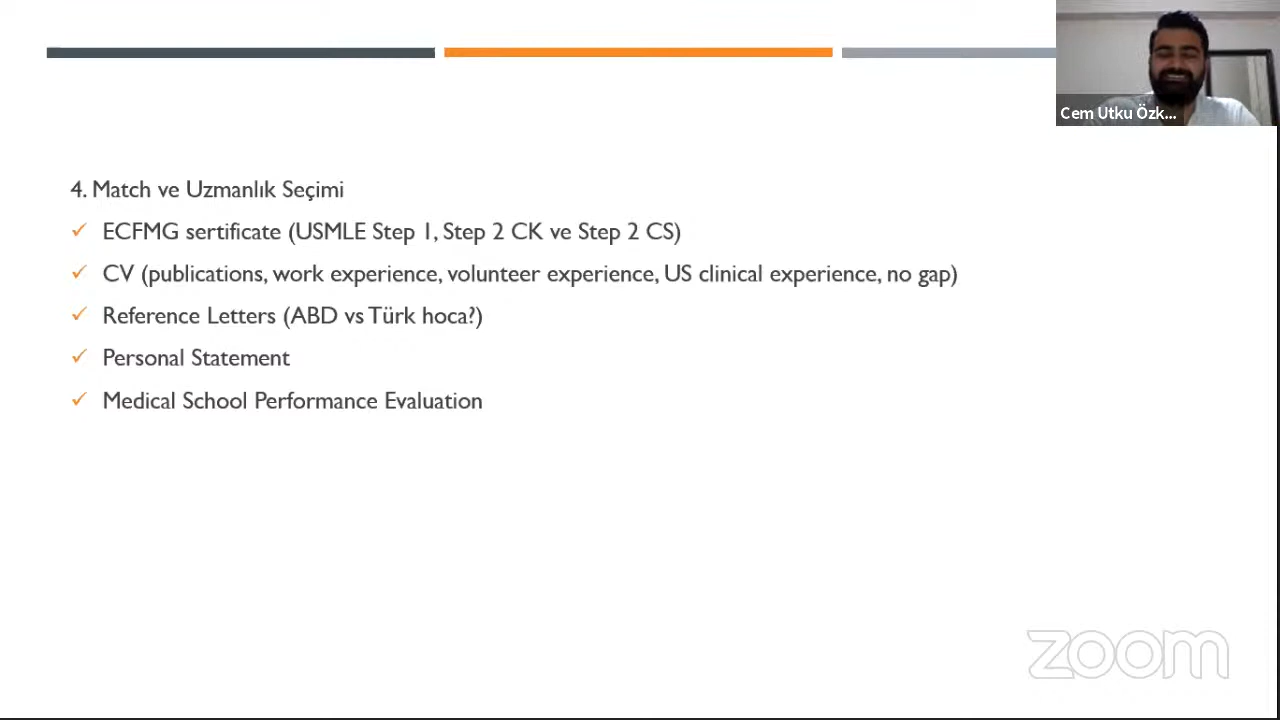 Cem Utku Özk...
4. Match ve Uzmanlık Seçimi
✓ ECFMG sertificate (USMLE Step 1, Step 2 CK ve Step 2 CS)
✓ CV (publications, work experience, volunteer experience, US clinical experience, no gap)
✓ Reference Letters (ABD vs Türk hoca?)
✓ Personal Statement
✓ Medical School Performance Evaluation
zoom